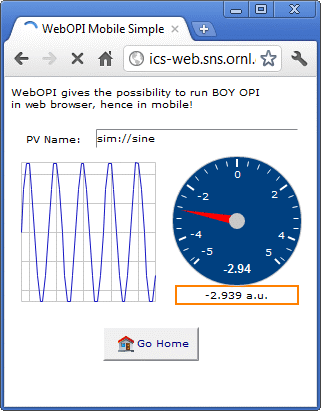 WebOPI Mobile Simple
ics-web.sns.ornl.
WebOPI gives the possibility to run BOY OPI
in web browser, hence in mobile!
PV Name: sim://sine
0
-2 2
-4 4
-5 5
-2.94
-2.939 a.u.
Go Home